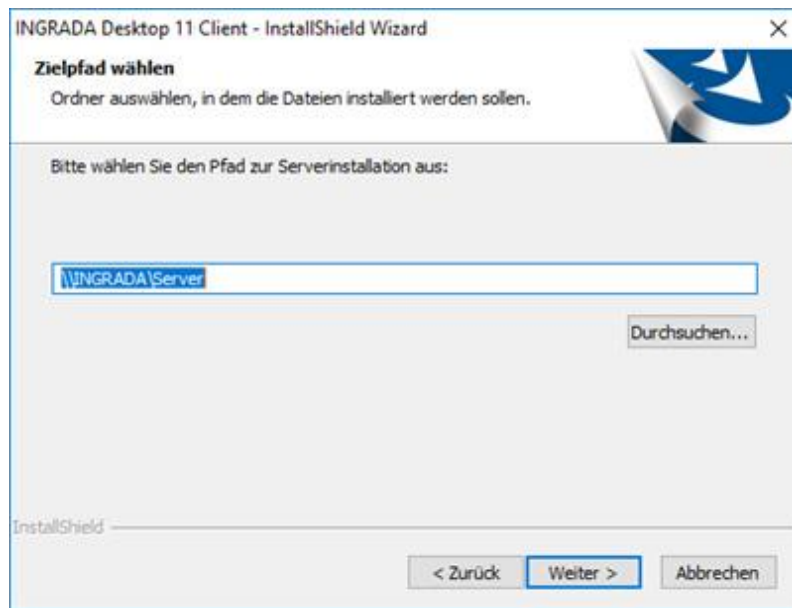 INGRADA Desktop 11 Client - InstallShield Wizard
Zielpfad wählen
Ordner auswählen, in dem die Dateien installiert werden sollen.
Bitte wählen Sie den Pfad zur Serverinstallation aus:
\\INGRADA\Server
Durchsuchen...
InstallShield
< Zurück Weiter > Abbrechen